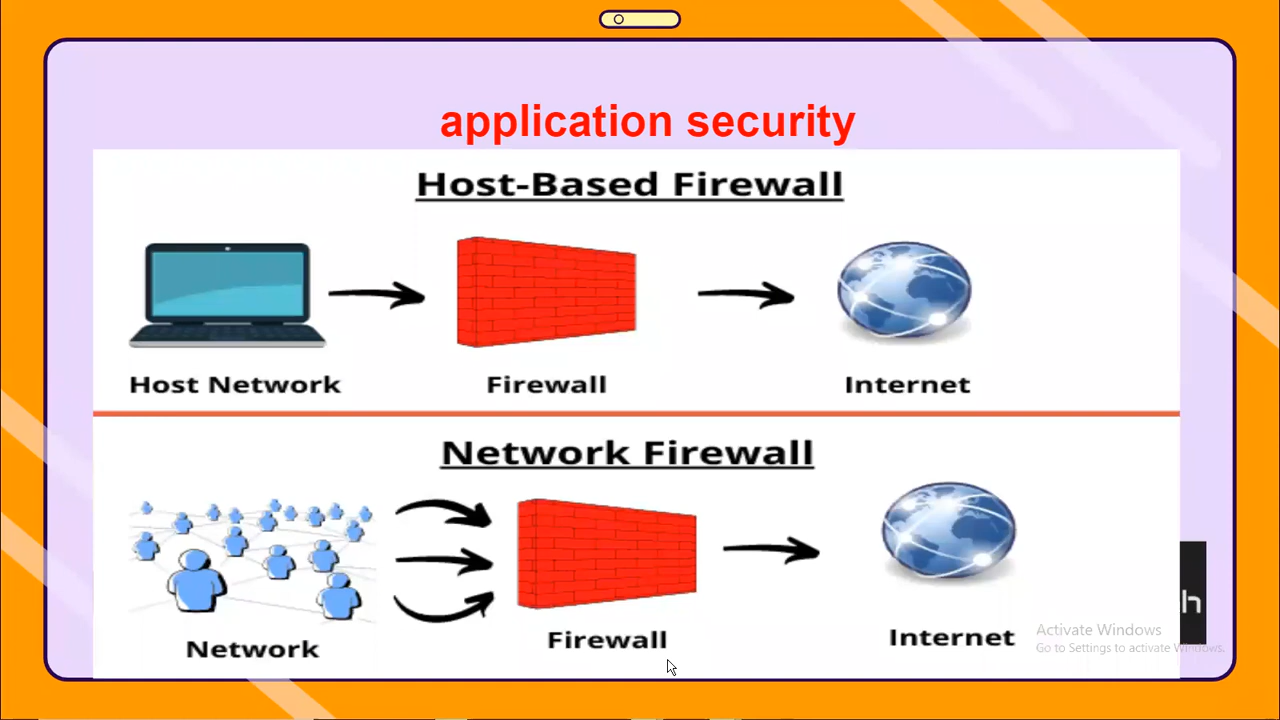 application security
Host-Based Firewall
Host Network
Firewall
Internet
Network Firewall
Network
Firewall
Internet
h
Activate Windows
Go to Settings to activate Windows.